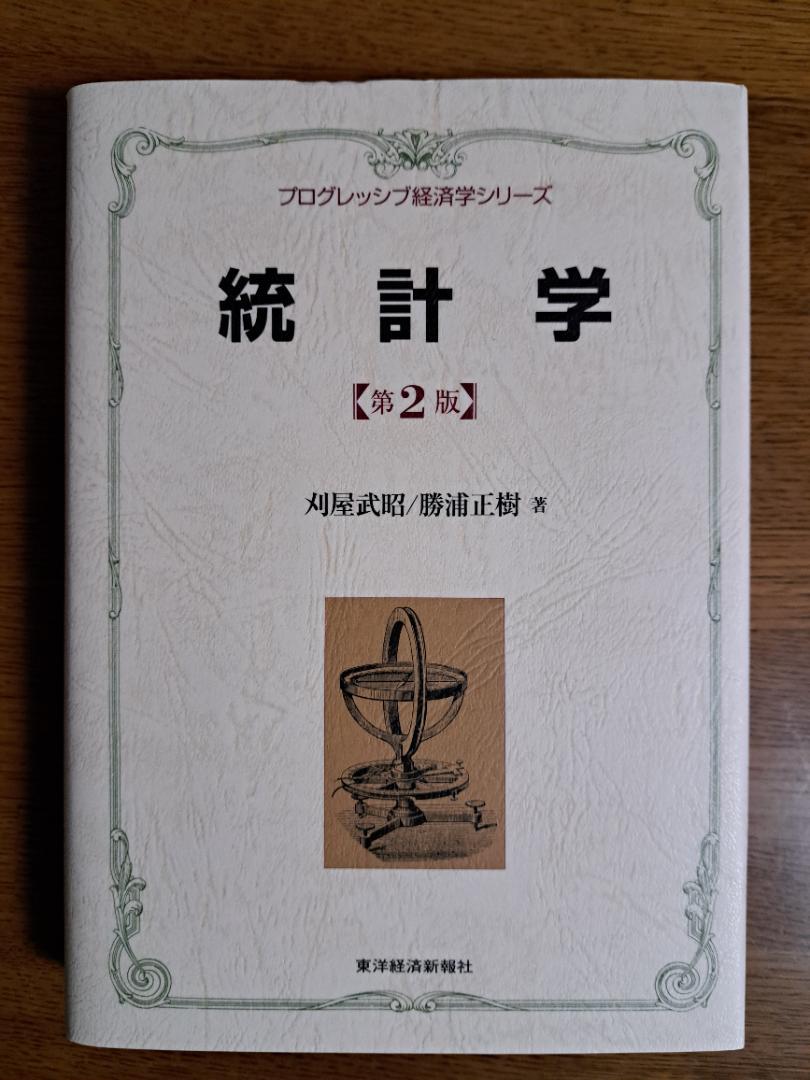 プログレッシブ経済学シリーズ
統計学
【第2版】
刈屋武昭/勝浦正樹 著
東洋経済新報社